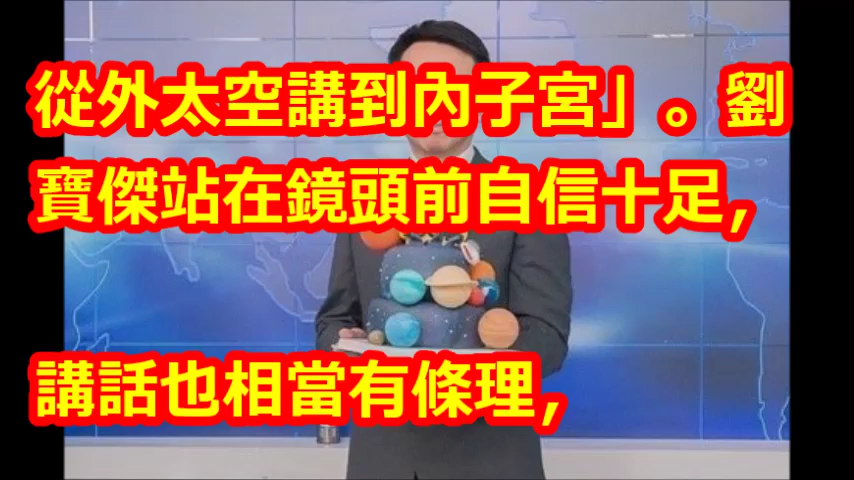 從外太空講到內子宮」。劉
寶傑站在鏡頭前自信十足，
講話也相當有條理，